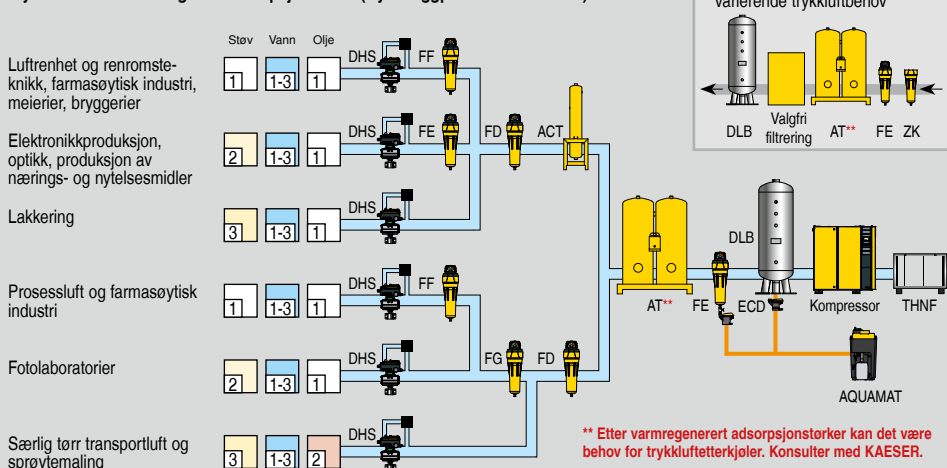 varierende trykkluftbehov
DLB
Valgfri
filtrering
AT**
FE
ZK
Støv Vann Olje
Luftrenhet og renromste-
knikk, farmasøytisk industri,
meierier, bryggerier
1 1-3 1
DHS
FF
Elektronikkproduksjon,
optikk, produksjon av
nærings- og nytelsesmidler
2 1-3 1
DHS
FE
FD
ACT
Lakkering
3 1-3 1
DHS
Prosessluft og farmasøytisk
industri
1 1-3 1
DHS
FF
Fotolaboratorier
2 1-3 1
DHS
FG
FD
Særlig tørr transportluft og
sprøytemaling
3 1-3 2
DHS
AT**
FE
ECD
DLB
Kompressor
THNF
AQUAMAT
** Etter varmregenerert adsorpsjonstørker kan det være
behov for trykkluftetterkjøler. Konsulter med KAESER.